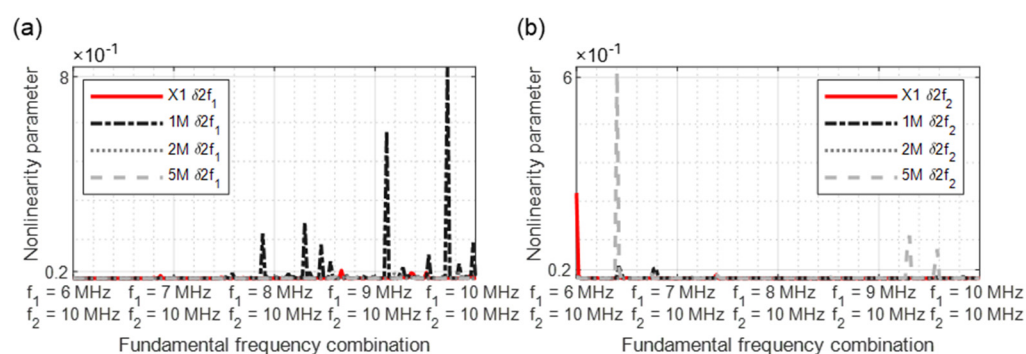 (a)
×10⁻¹
8
0.2
Nonlinearity parameter
X1 δ2f₁
1M δ2f₁
2M δ2f₁
5M δ2f₁
f₁ = 6 MHz f₁ = 7 MHz f₁ = 8 MHz f₁ = 9 MHz f₁ = 10 MHz
f₂ = 10 MHz f₂ = 10 MHz f₂ = 10 MHz f₂ = 10 MHz f₂ = 10 MHz
Fundamental frequency combination
(b)
×10⁻¹
6
0.2
Nonlinearity parameter
X1 δ2f₂
1M δ2f₂
2M δ2f₂
5M δ2f₂
f₁ = 6 MHz f₁ = 7 MHz f₁ = 8 MHz f₁ = 9 MHz f₁ = 10 MHz
f₂ = 10 MHz f₂ = 10 MHz f₂ = 10 MHz f₂ = 10 MHz f₂ = 10 MHz
Fundamental frequency combination